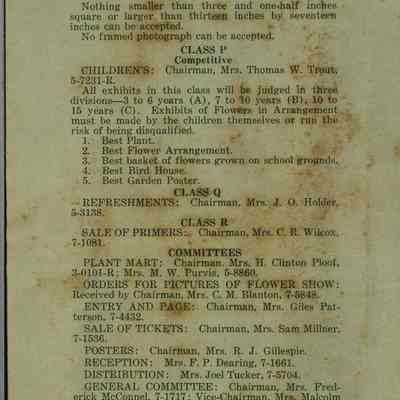 Nothing smaller than three and one-half inches
square or larger than thirteen inches by seventeen
inches can be accepted.
No framed photograph can be accepted.
CLASS P
Competitive
CHILDREN'S: Chairman, Mrs. Thomas W. Trout,
5-7231-R.
All exhibits in this class will be judged in three
divisions—3 to 6 years (A), 7 to 10 years (B), 10 to
15 years (C). Exhibits of Flowers in Arrangement
must be made by the children themselves or run the
risk of being disqualified.
1. Best Plant.
2. Best Flower Arrangement.
3. Best basket of flowers grown on school grounds.
4. Best Bird House.
5. Best Garden Poster.
CLASS Q
REFRESHMENTS: Chairman, Mrs. J. O. Holder,
5-3138.
CLASS R
SALE OF PRIMERS: Chairman, Mrs. C. R. Wilcox,
7-1081.
COMMITTEES
PLANT MART: Chairman. Mrs. H. Clinton Ploof,
3-0101-R; Mrs. M. W. Purvis, 5-8860.
ORDERS FOR PICTURES OF FLOWER SHOW:
Received by Chairman, Mrs. C. M. Blanton, 7-5848.
ENTRY AND PAGE: Chairman, Mrs. Giles Pat-
terson, 7-4432.
SALE OF TICKETS: Chairman, Mrs. Sam Millner,
7-1536.
POSTERS: Chairman, Mrs. R. J. Gillespie.
RECEPTION: Mrs. F. P. Dearing, 7-1661.
DISTRIBUTION: Mrs. Joel Tucker, 7-5704.
GENERAL COMMITTEE: Chairman, Mrs. Fred-
erick McConnel, 7-1717; Vice-Chairman, Mrs. Malcolm